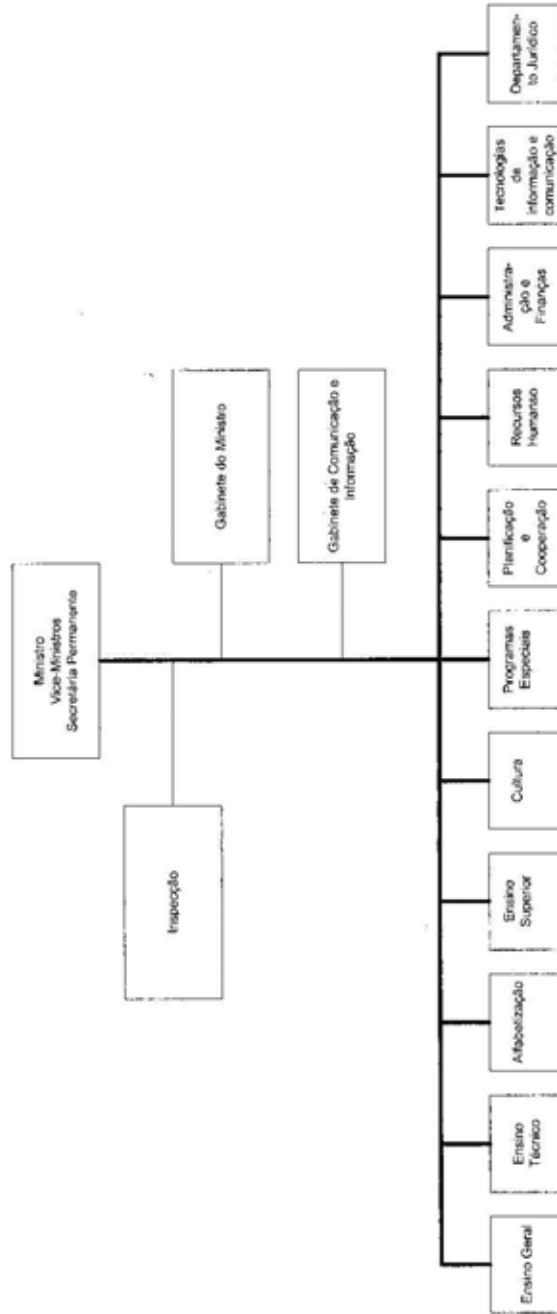 Ministro
Vice-Ministros
Secretária Permanente
Inspecção
Gabinete do Ministro
Gabinete de Comunicação e
Informação
Ensino Geral
Ensino
Técnico
Alfabetização
Ensino
Superior
Cultura
Programas
Especiais
Planificação
e
Cooperação
Recursos
Humanso
Administra-
ção e
Finanças
Tecnologias
de
informação e
comunicação
Departamen-
to Jurídico